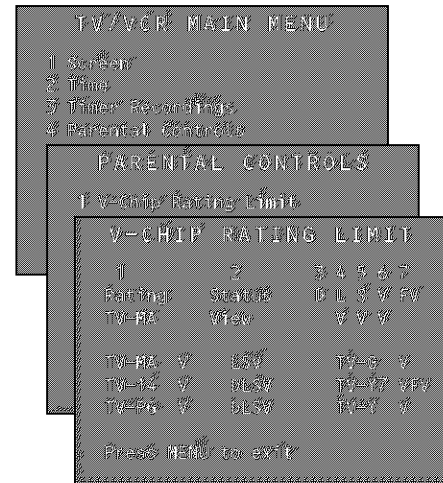 TV/VCR MAIN MENU
1 Screen
2 Time
3 Timer Recordings
4 Parental Controls
PARENTAL CONTROLS
1 V-Chip Rating Limit
V-CHIP RATING LIMIT
1 2 3 4 5 6 7
Rating Status D L S V FV
TV-MA View V V V
TV-MA V LSV TV-G V
TV-14 V DLSV TV-Y7 VFV
TV-PG V DLSV TV-Y V
Press MENU to exit